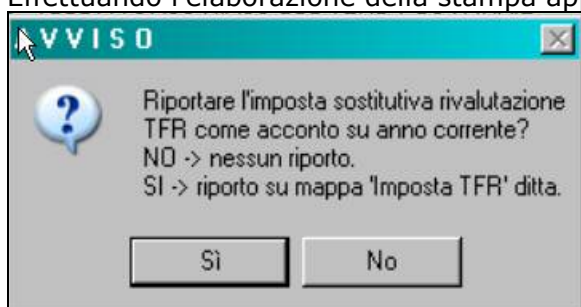 Effettuando l'elaborazione della stampa ap
AVVISO
Riportare l'imposta sostitutiva rivalutazione
TFR come acconto su anno corrente?
NO -> nessun riporto.
SI -> riporto su mappa 'Imposta TFR' ditta.
Sì No